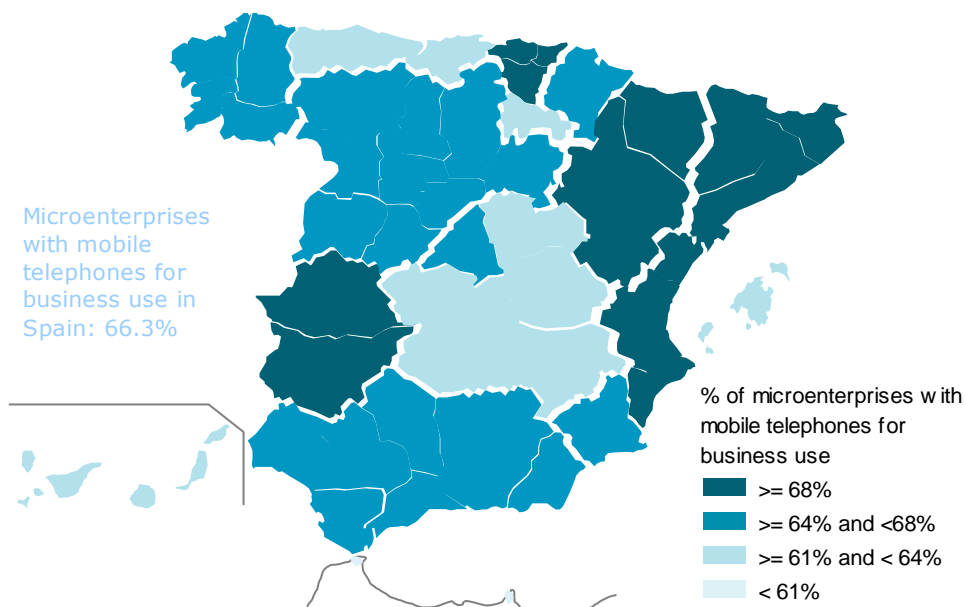 Microenterprises
with mobile
telephones for
business use in
Spain: 66.3%
% of microenterprises with
mobile telephones for
business use
>= 68%
>= 64% and <68%
>= 61% and < 64%
< 61%